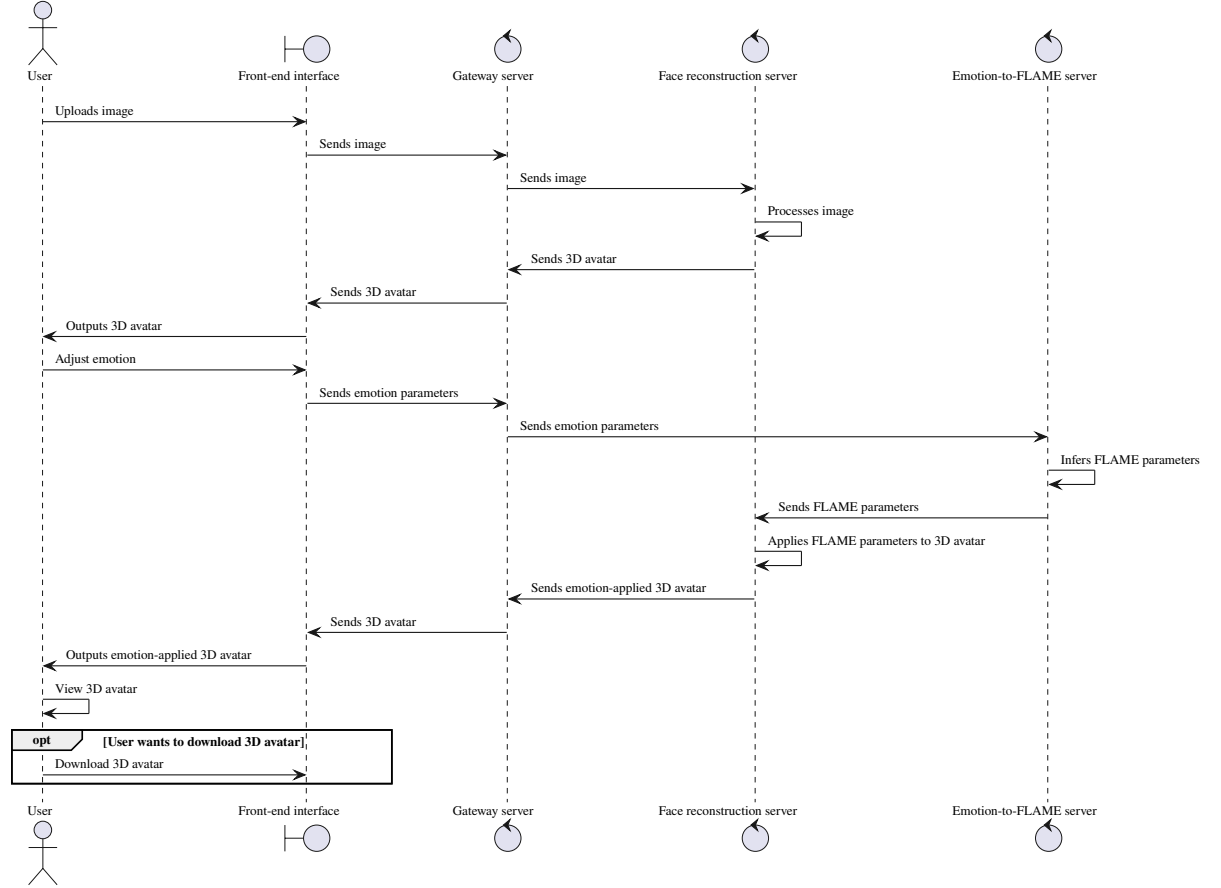 User
Front-end interface
Gateway server
Face reconstruction server
Emotion-to-FLAME server
Uploads image
Sends image
Sends image
Processes image
Sends 3D avatar
Sends 3D avatar
Outputs 3D avatar
Adjust emotion
Sends emotion parameters
Sends emotion parameters
Infers FLAME parameters
Sends FLAME parameters
Applies FLAME parameters to 3D avatar
Sends emotion-applied 3D avatar
Sends 3D avatar
Outputs emotion-applied 3D avatar
View 3D avatar
opt [User wants to download 3D avatar]
Download 3D avatar
User
Front-end interface
Gateway server
Face reconstruction server
Emotion-to-FLAME server